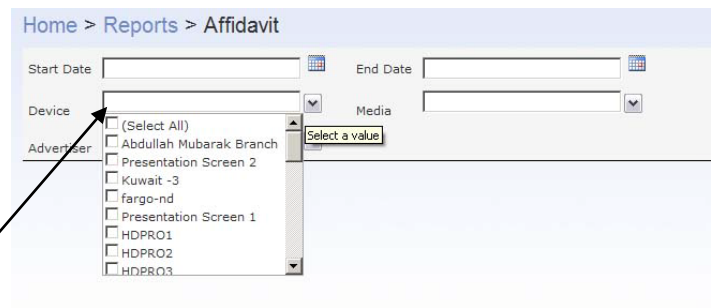 Home > Reports > Affidavit
Start Date End Date
Device Media
Advertiser
(Select All)
Abdullah Mubarak Branch
Presentation Screen 2
Kuwait -3
fargo-nd
Presentation Screen 1
HDPRO1
HDPRO2
HDPRO3
Select a value